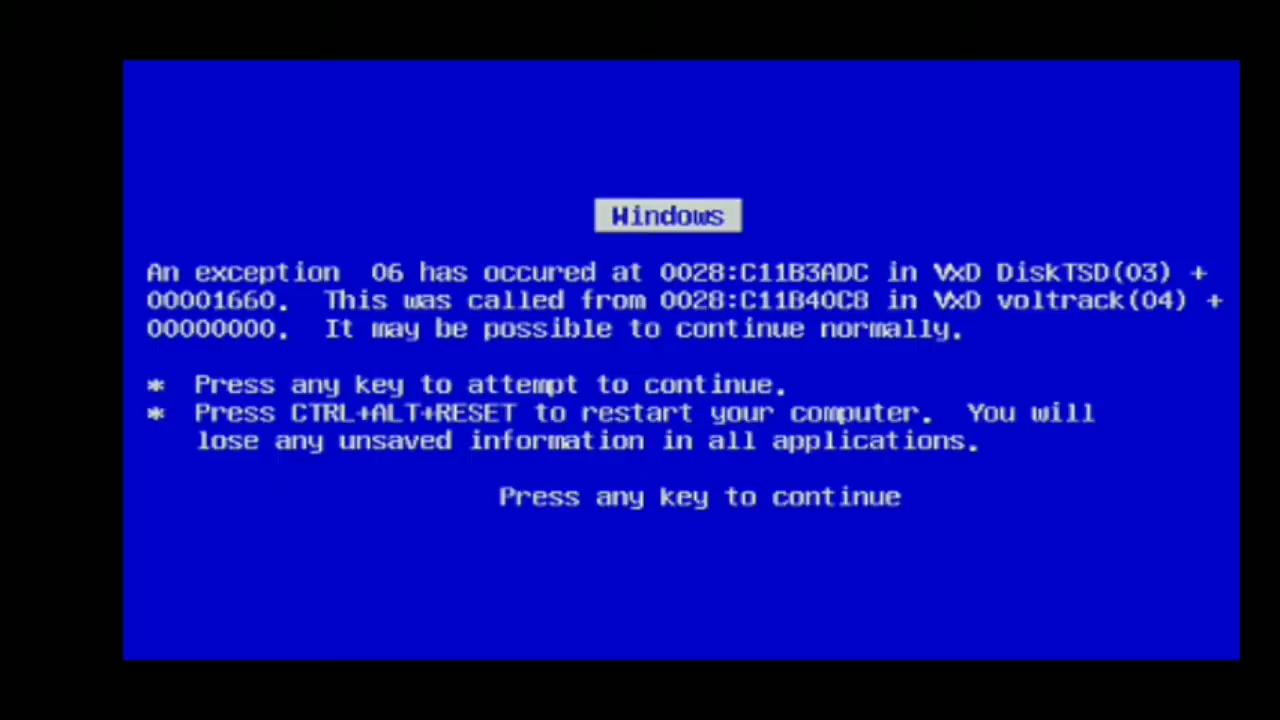 Windows
An exception  06 has occured at 0028:C11B3ADC in VxD DiskTSD(03) +
00001660.  This was called from 0028:C11B40C8 in VxD voltrack(04) +
00000000.  It may be possible to continue normally.
*  Press any key to attempt to continue.
*  Press CTRL+ALT+RESET to restart your computer.  You will
lose any unsaved information in all applications.
Press any key to continue